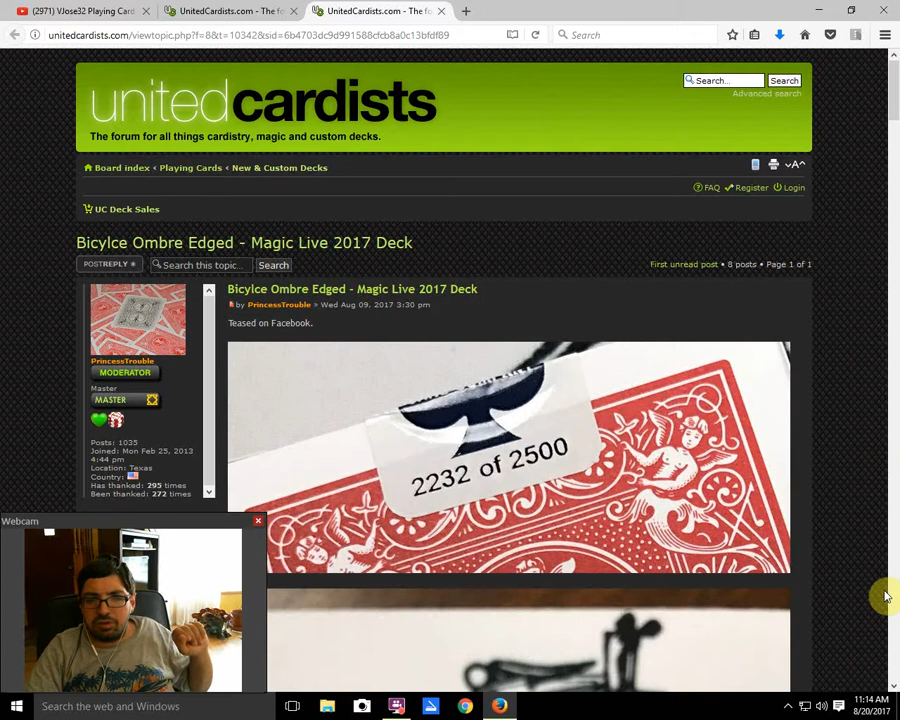 (2971) VJose32 Playing Card
UnitedCardists.com - The fo
UnitedCardists.com - The fo
unitedcardists.com/viewtopic.php?f=8&t=10342&sid=6b4703dc9d991588cfcb8a0c13bfdf89
Search
unitedcardists
The forum for all things cardistry, magic and custom decks.
Search...
Search
Advanced search
Board index ‹ Playing Cards ‹ New & Custom Decks
A
FAQ Register Login
UC Deck Sales
Bicylce Ombre Edged - Magic Live 2017 Deck
POSTREPLY
Search this topic...
Search
First unread post • 8 posts • Page 1 of 1
Bicylce Ombre Edged - Magic Live 2017 Deck
by PrincessTrouble » Wed Aug 09, 2017 3:30 pm
Teased on Facebook.
PrincessTrouble
MODERATOR
Master
MASTER
Posts: 1035
Joined: Mon Feb 25, 2013
4:44 pm
Location: Texas
Country:
Has thanked: 295 times
Been thanked: 272 times
2232 of 2500
Webcam
Search the web and Windows
11:14 AM
8/20/2017